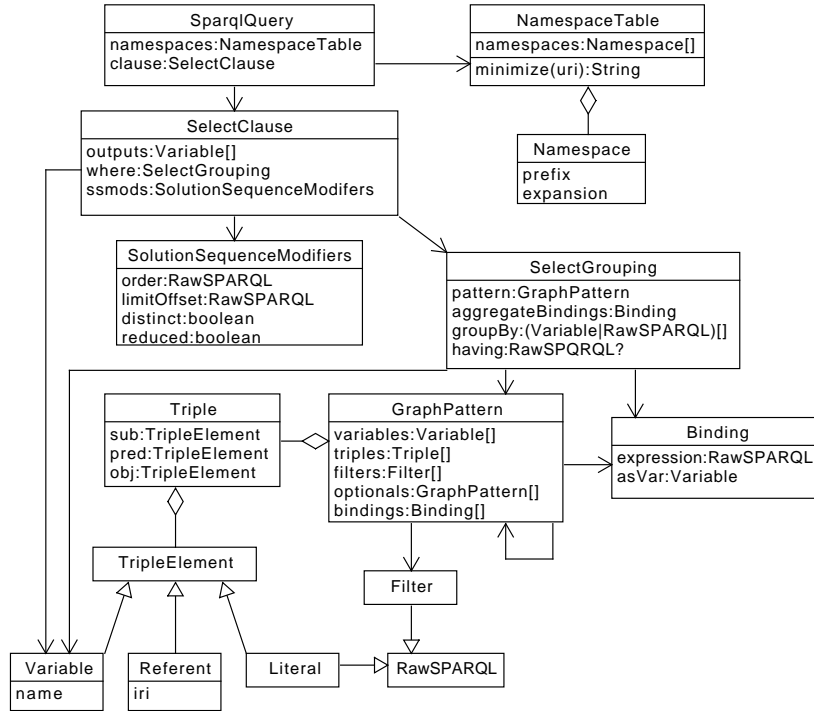 SparqlQuery
namespaces:NamespaceTable
clause:SelectClause
NamespaceTable
namespaces:Namespace[]
minimize(uri):String
SelectClause
outputs:Variable[]
where:SelectGrouping
ssmods:SolutionSequenceModifers
Namespace
prefix
expansion
SolutionSequenceModifiers
order:RawSPARQL
limitOffset:RawSPARQL
distinct:boolean
reduced:boolean
SelectGrouping
pattern:GraphPattern
aggregateBindings:Binding
groupBy:(Variable|RawSPARQL)[]
having:RawSPQRQL?
Triple
sub:TripleElement
pred:TripleElement
obj:TripleElement
GraphPattern
variables:Variable[]
triples:Triple[]
filters:Filter[]
optionals:GraphPattern[]
bindings:Binding[]
Binding
expression:RawSPARQL
asVar:Variable
TripleElement
Filter
Variable
name
Referent
iri
Literal
RawSPARQL